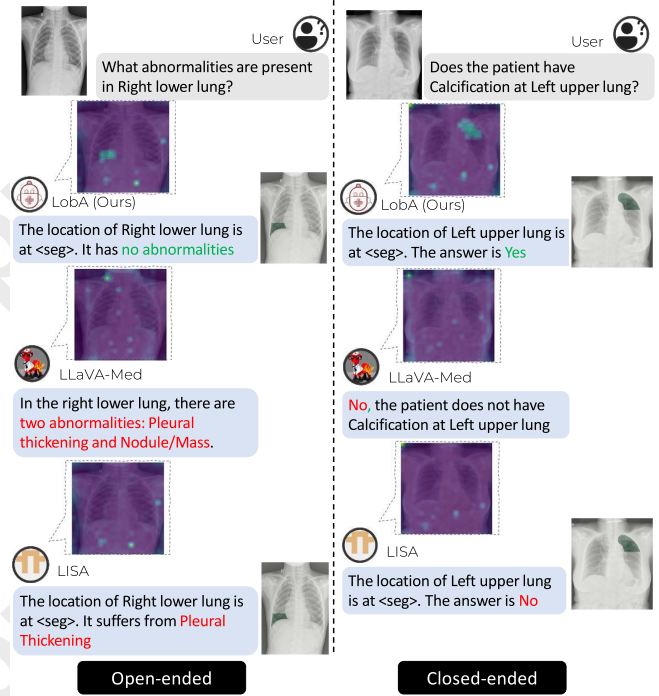 User
What abnormalities are present
in Right lower lung?
LobA (Ours)
The location of Right lower lung is
at <seg>. It has no abnormalities
LLaVA-Med
In the right lower lung, there are
two abnormalities: Pleural
thickening and Nodule/Mass.
LISA
The location of Right lower lung is
at <seg>. It suffers from Pleural
Thickening
Open-ended
User
Does the patient have
Calcification at Left upper lung?
LobA (Ours)
The location of Left upper lung is
at <seg>. The answer is Yes
LLaVA-Med
No, the patient does not have
Calcification at Left upper lung
LISA
The location of Left upper lung
is at <seg>. The answer is No
Closed-ended